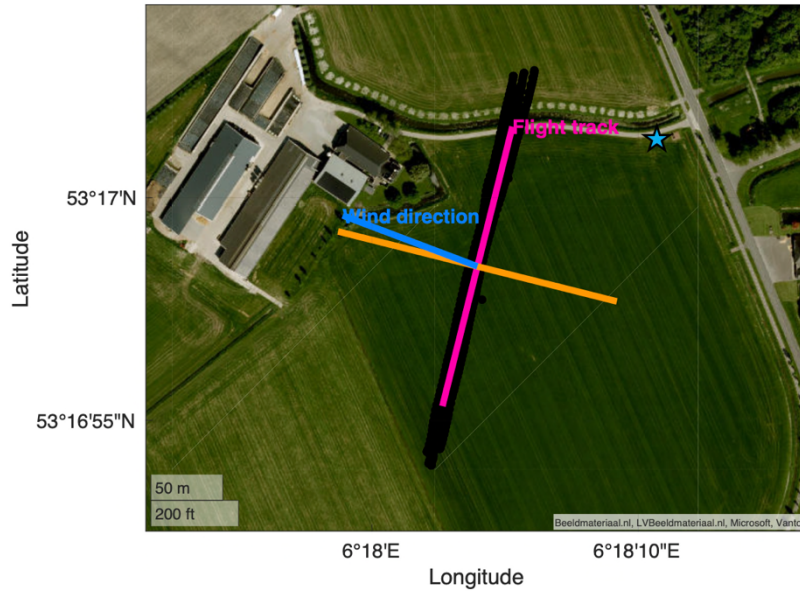 Flight track
Wind direction
53°17'N
Latitude
53°16'55"N
50 m
200 ft
Beeldmateriaal.nl, LVBeeldmateriaal.nl, Microsoft, Vanto
6°18'E
6°18'10"E
Longitude